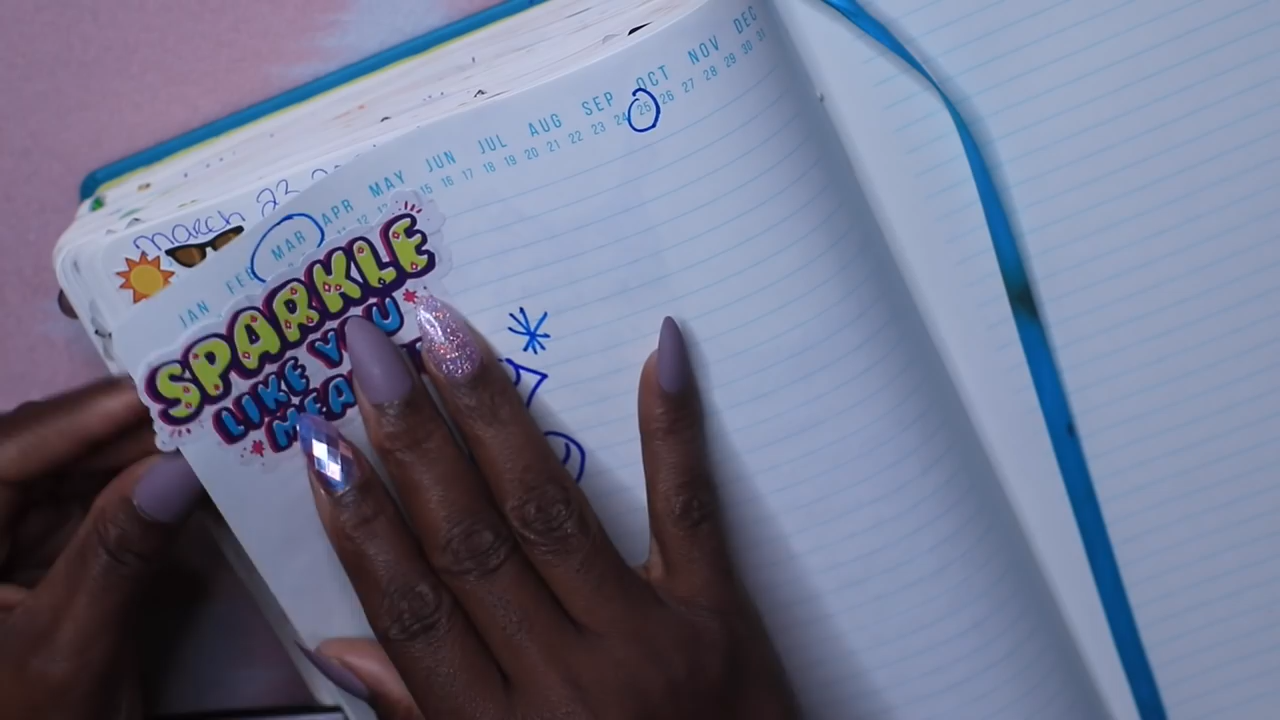 march 23
JAN FEB MAR APR MAY JUN JUL AUG SEP OCT NOV DEC
12 15 16 17 18 19 20 21 22 23 24 25 26 27 28 29 30 31
SPARKLE
LIKE YOU